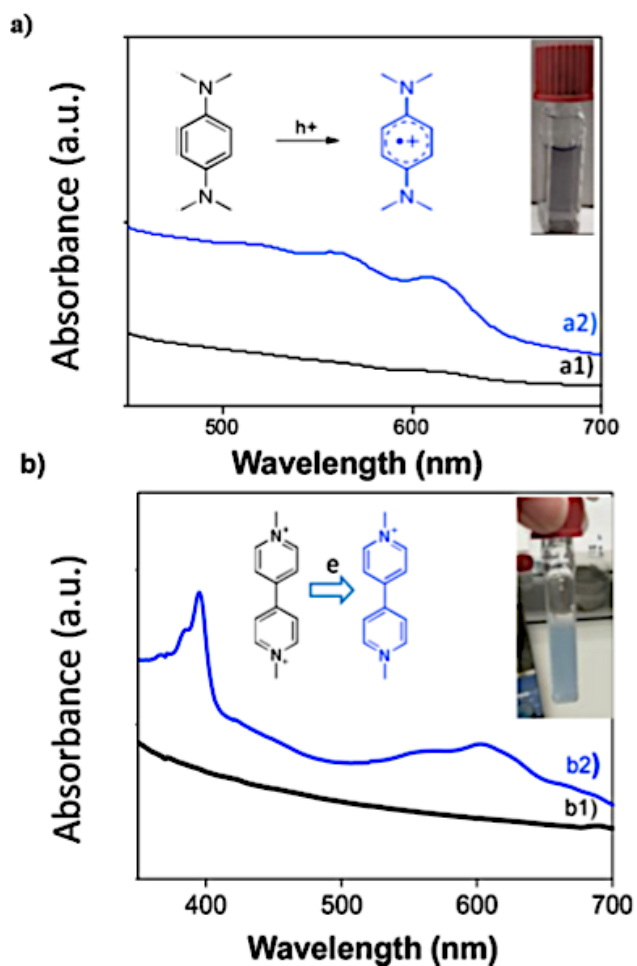 a)
Absorbance (a.u.)
N
h+
N
N
•+
N
a2)
a1)
500
600
700
Wavelength (nm)
b)
Absorbance (a.u.)
N+
e
N+
N+
N
b2)
b1)
400
500
600
700
Wavelength (nm)